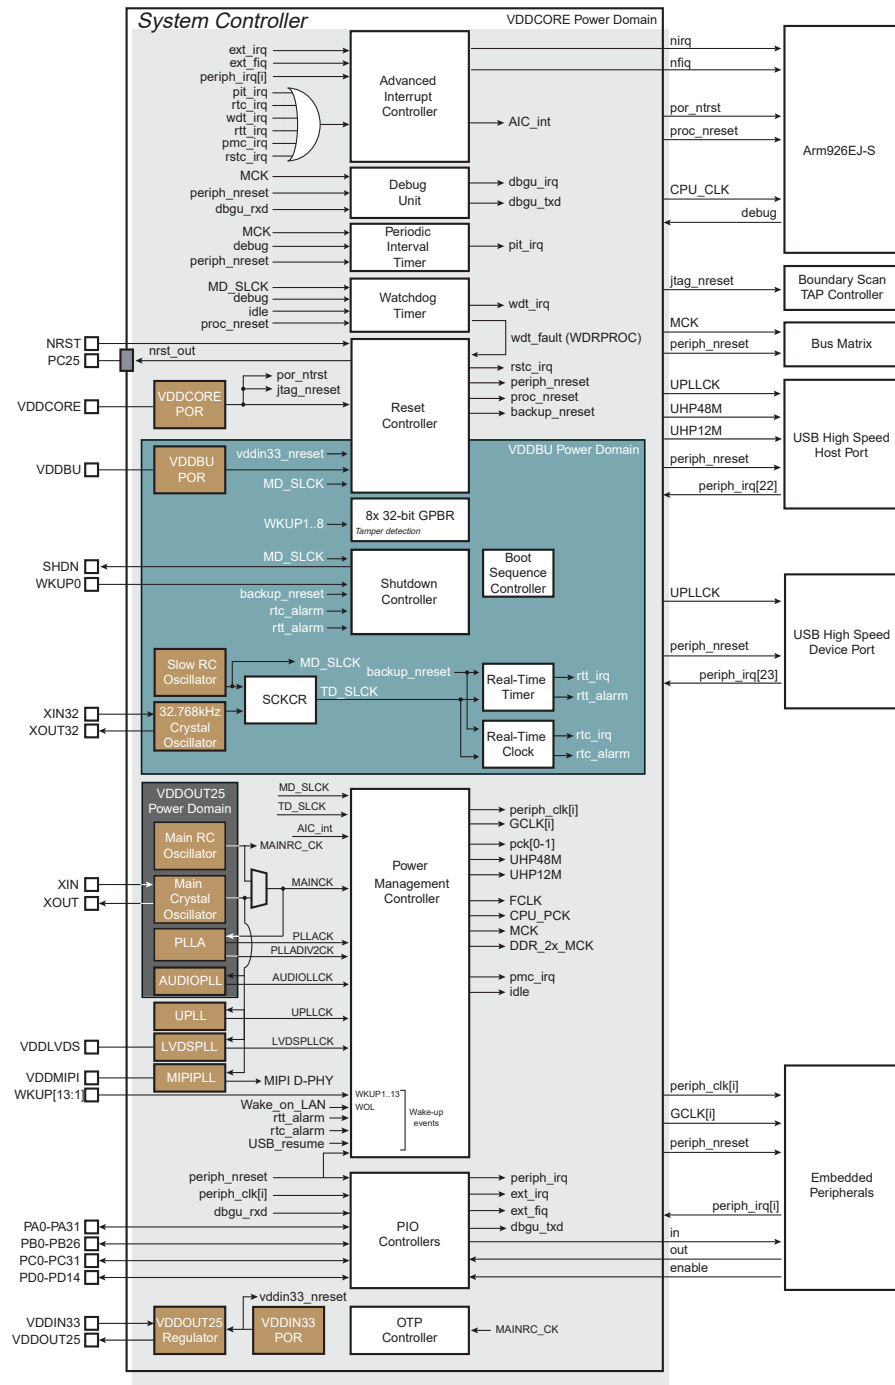 System Controller
VDDCORE Power Domain
ext_irq
ext_fiq
periph_irq[i]
pit_irq
rtc_irq
wdt_irq
rtt_irq
pmc_irq
rstc_irq
Advanced
Interrupt
Controller
AIC_int
nirq
nfiq
por_ntrst
proc_nreset
CPU_CLK
debug
Arm926EJ-S
MCK
periph_nreset
dbgu_rxd
Debug
Unit
dbgu_irq
dbgu_txd
MCK
debug
periph_nreset
Periodic
Interval
Timer
pit_irq
MD_SLCK
debug
idle
proc_nreset
Watchdog
Timer
wdt_irq
wdt_fault (WDRPROC)
jtag_nreset
Boundary Scan
TAP Controller
MCK
periph_nreset
Bus Matrix
NRST
PC25
nrst_out
VDDCORE
VDDCORE
POR
por_ntrst
jtag_nreset
Reset
Controller
rstc_irq
periph_nreset
proc_nreset
backup_nreset
UPLLCK
UHP48M
UHP12M
periph_nreset
periph_irq[22]
USB High Speed
Host Port
VDDBU Power Domain
VDDBU
VDDBU
POR
vddin33_nreset
MD_SLCK
WKUP1..8
8x 32-bit GPBR
Tamper detection
SHDN
WKUP0
MD_SLCK
backup_nreset
rtc_alarm
rtt_alarm
Shutdown
Controller
Boot
Sequence
Controller
UPLLCK
periph_nreset
periph_irq[23]
USB High Speed
Device Port
Slow RC
Oscillator
MD_SLCK
backup_nreset
SCKCR
TD_SLCK
XIN32
XOUT32
32.768kHz
Crystal
Oscillator
Real-Time
Timer
rtt_irq
rtt_alarm
Real-Time
Clock
rtc_irq
rtc_alarm
VDDOUT25
Power Domain
Main RC
Oscillator
MD_SLCK
TD_SLCK
AIC_int
MAINRC_CK
XIN
XOUT
Main
Crystal
Oscillator
MAINCK
PLLA
PLLACK
PLLADIV2CK
AUDIOPLL
AUDIOLLCK
UPLL
UPLLCK
VDDLVDS
LVDSPLL
LVDSPLLCK
VDDMIPI
MIPIPLL
MIPI D-PHY
WKUP[13:1]
Power
Management
Controller
periph_clk[i]
GCLK[i]
pck[0-1]
UHP48M
UHP12M
FCLK
CPU_PCK
MCK
DDR_2x_MCK
pmc_irq
idle
WKUP1..13
Wake_on_LAN
WOL
rtt_alarm
rtc_alarm
USB_resume
Wake-up
events
periph_nreset
periph_clk[i]
dbgu_rxd
PA0-PA31
PB0-PB26
PC0-PC31
PD0-PD14
PIO
Controllers
periph_irq
ext_irq
ext_fiq
dbgu_txd
periph_clk[i]
GCLK[i]
periph_nreset
periph_irq[i]
in
out
enable
Embedded
Peripherals
VDDIN33
VDDOUT25
VDDOUT25
Regulator
vddin33_nreset
VDDIN33
POR
OTP
Controller
MAINRC_CK